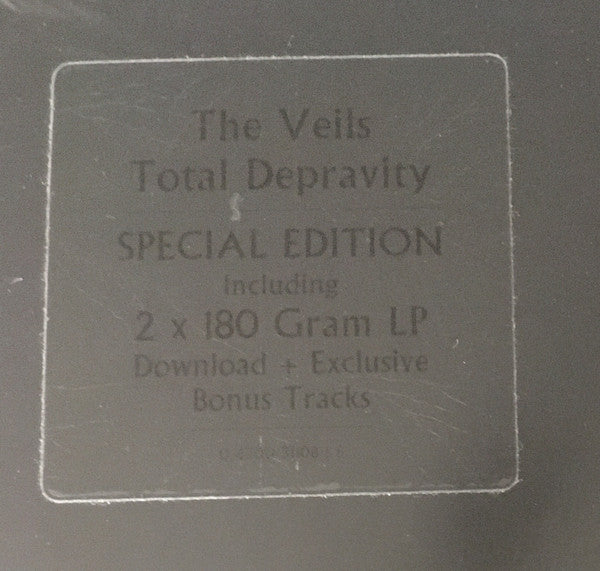 The Veils
Total Depravity
SPECIAL EDITION
Including
2 x 180 Gram LP
Download + Exclusive
Bonus Tracks